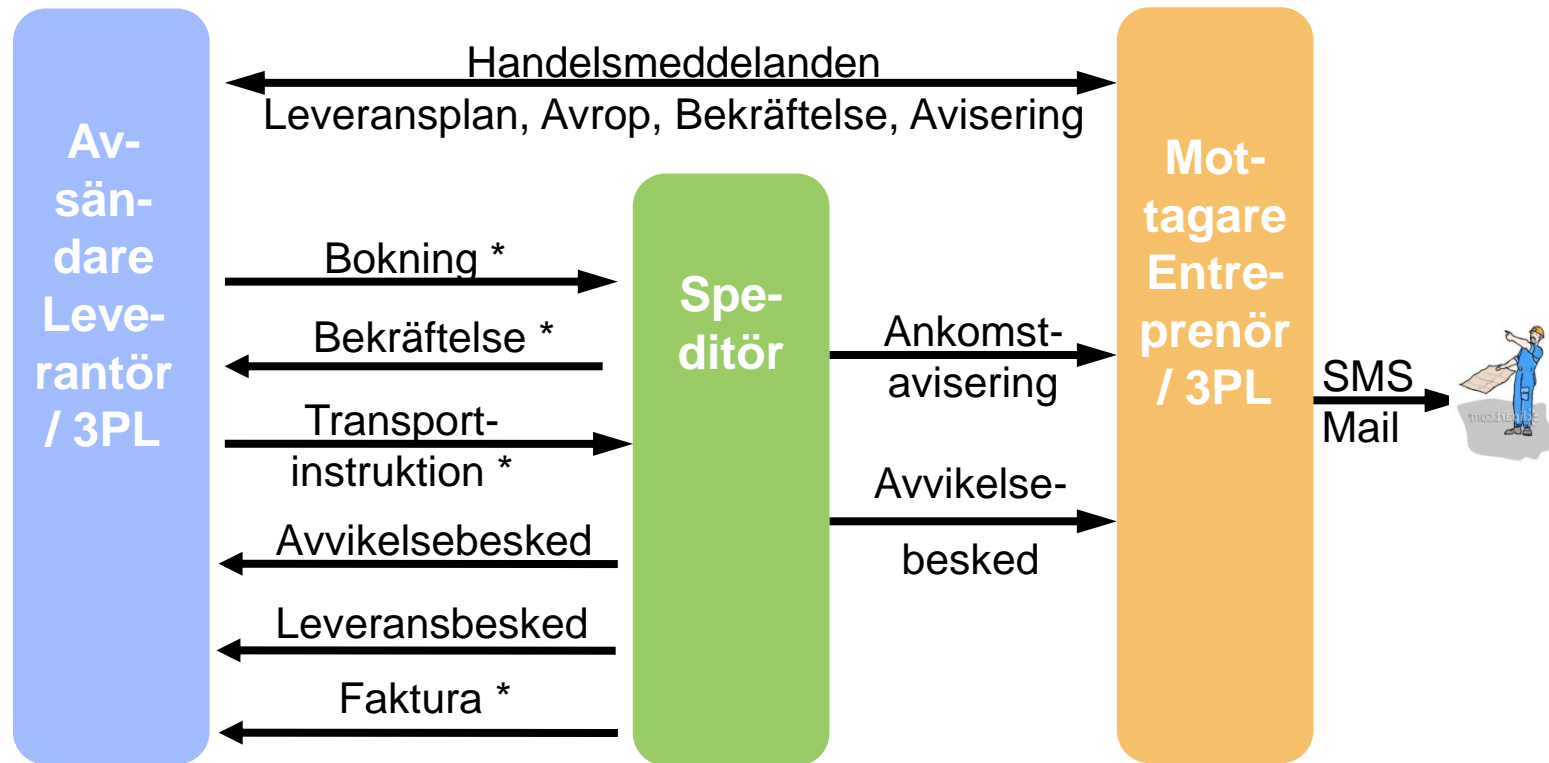 Handelsmeddelanden
Leveransplan, Avrop, Bekräftelse, Avisering
Av-
sän-
dare
Leve-
rantör
/ 3PL
Bokning *
Bekräftelse *
Transport-
instruktion *
Avvikelsebesked
Leveransbesked
Faktura *
Spe-
ditör
Ankomst-
avisering
Avvikelse-
besked
Mot-
tagare
Entre-
prenör
/ 3PL
SMS
Mail